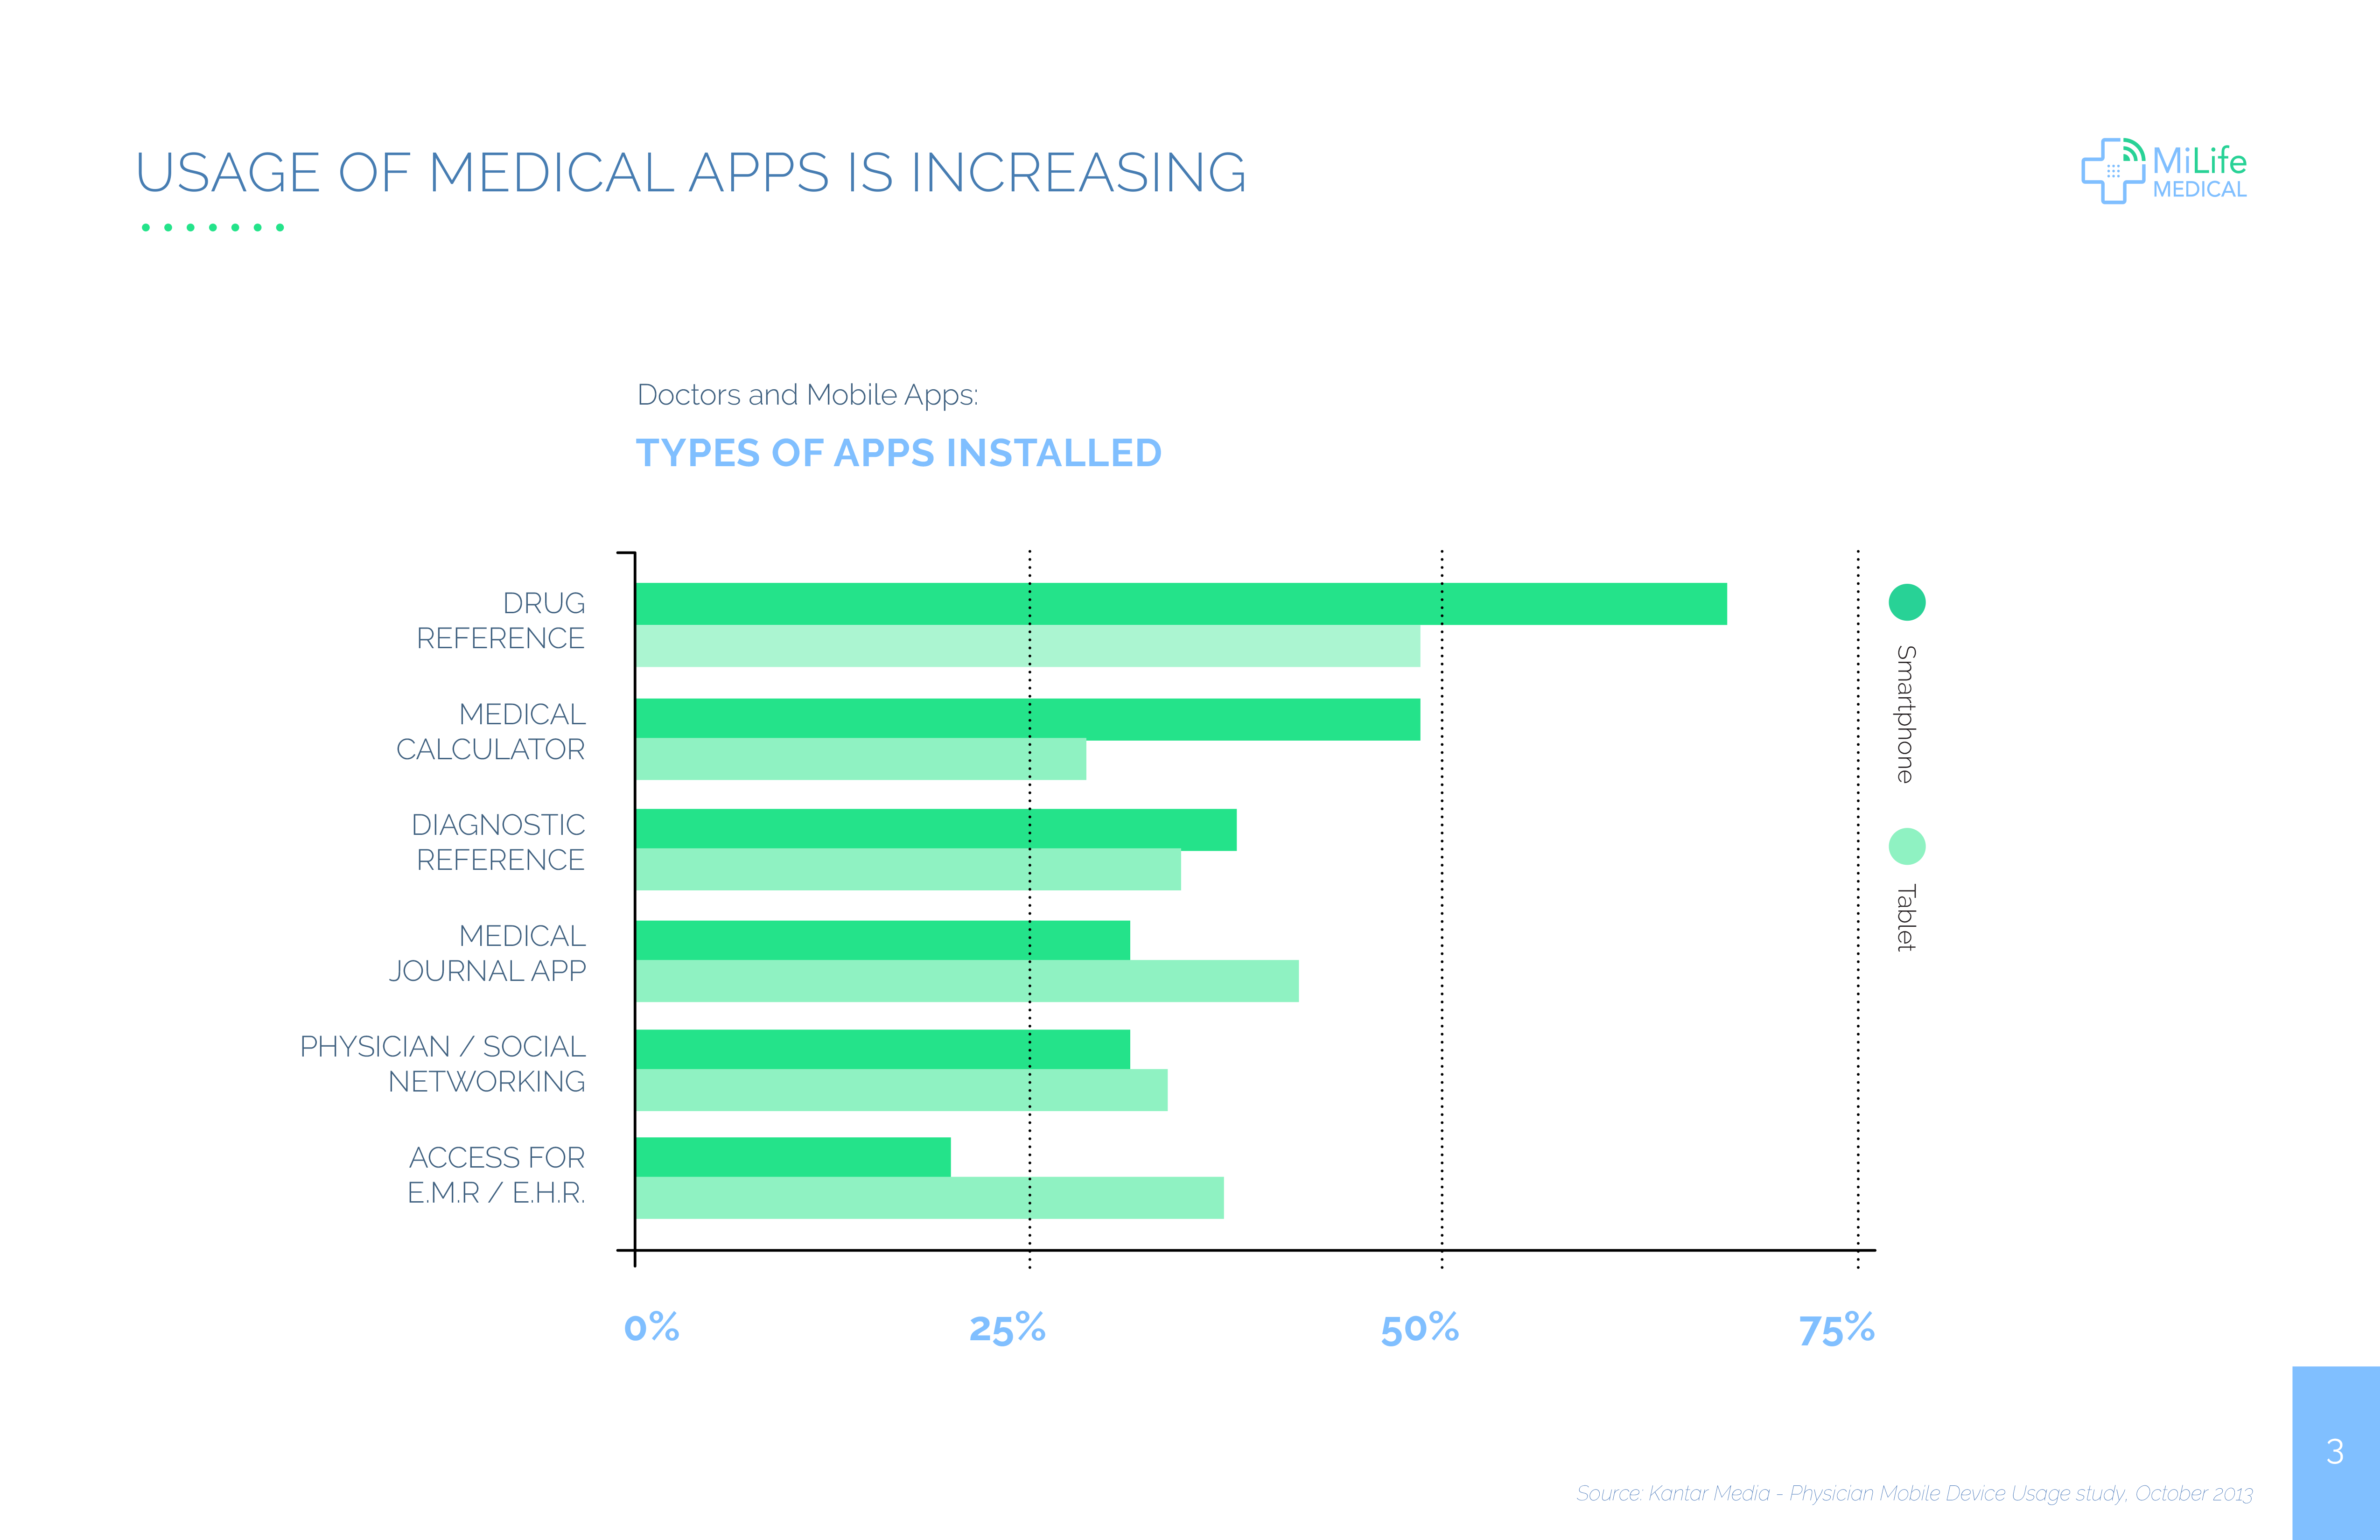 USAGE OF MEDICAL APPS IS INCREASING
MiLife
MEDICAL
Doctors and Mobile Apps:
TYPES OF APPS INSTALLED
DRUG
REFERENCE
MEDICAL
CALCULATOR
DIAGNOSTIC
REFERENCE
MEDICAL
JOURNAL APP
PHYSICIAN / SOCIAL
NETWORKING
ACCESS FOR
E.M.R / E.H.R.
Smartphone
Tablet
0%
25%
50%
75%
3
Source: Kantar Media - Physician Mobile Device Usage study, October 2013